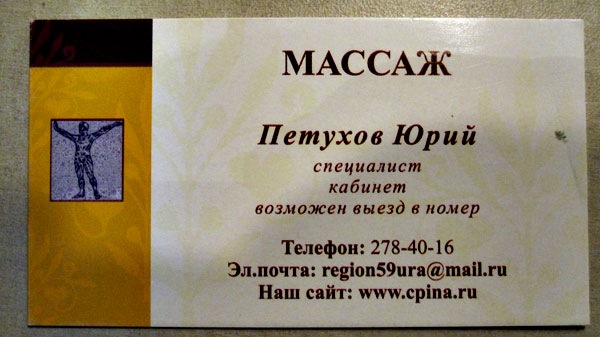 МАССАЖ
Петухов Юрий
специалист
кабинет
возможен выезд в номер
Телефон: 278-40-16
Эл.почта: region59ura@mail.ru
Наш сайт: www.cpina.ru